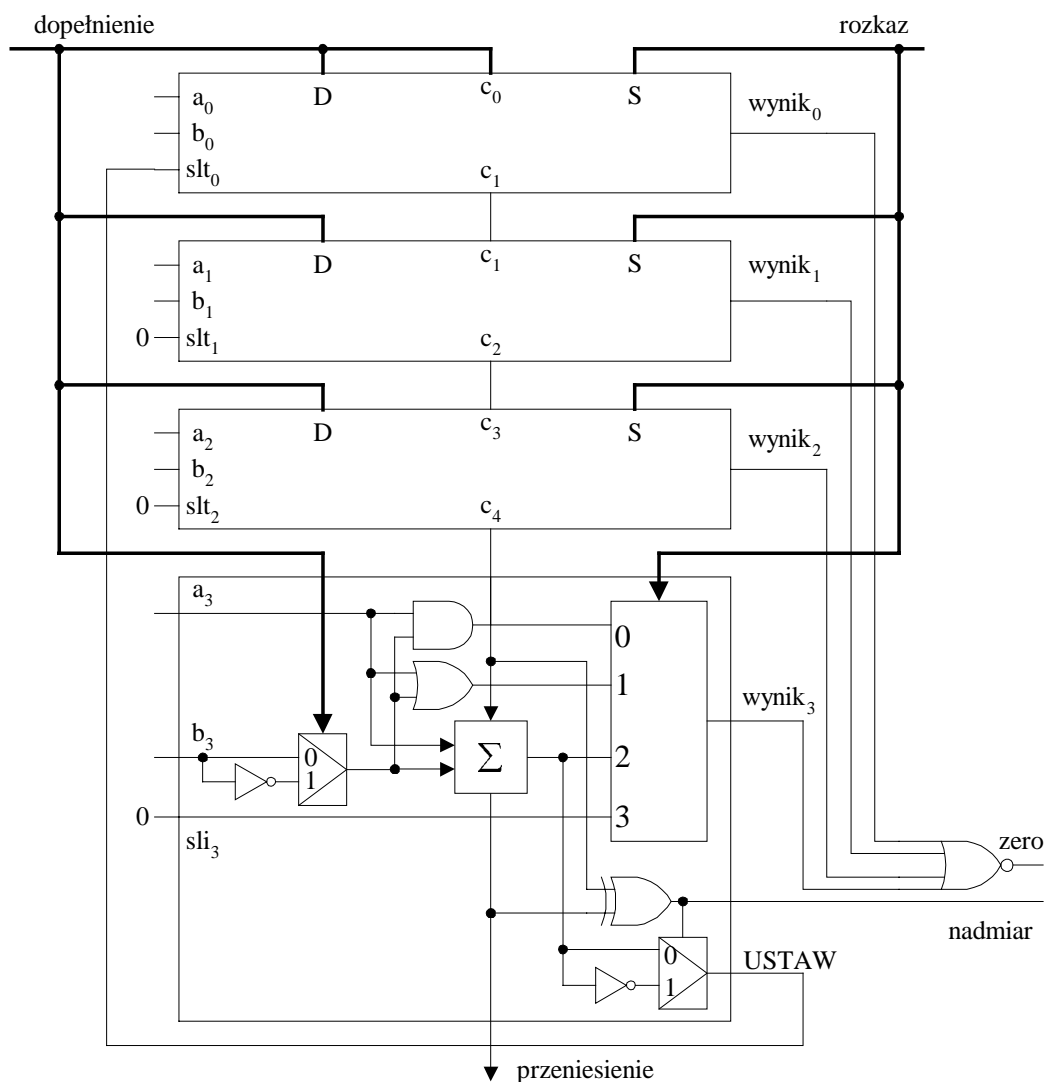 dopełnienie rozkaz
a0 D c0 S wynik0
b0
slt0 c1
a1 D c1 S wynik1
b1
0 slt1 c2
a2 D c3 S wynik2
b2
0 slt2 c4
a3
0
1
wynik3
b3 0 1 Σ 2
0 3
sli3 zero
nadmiar
0 USTAW
1
przeniesienie